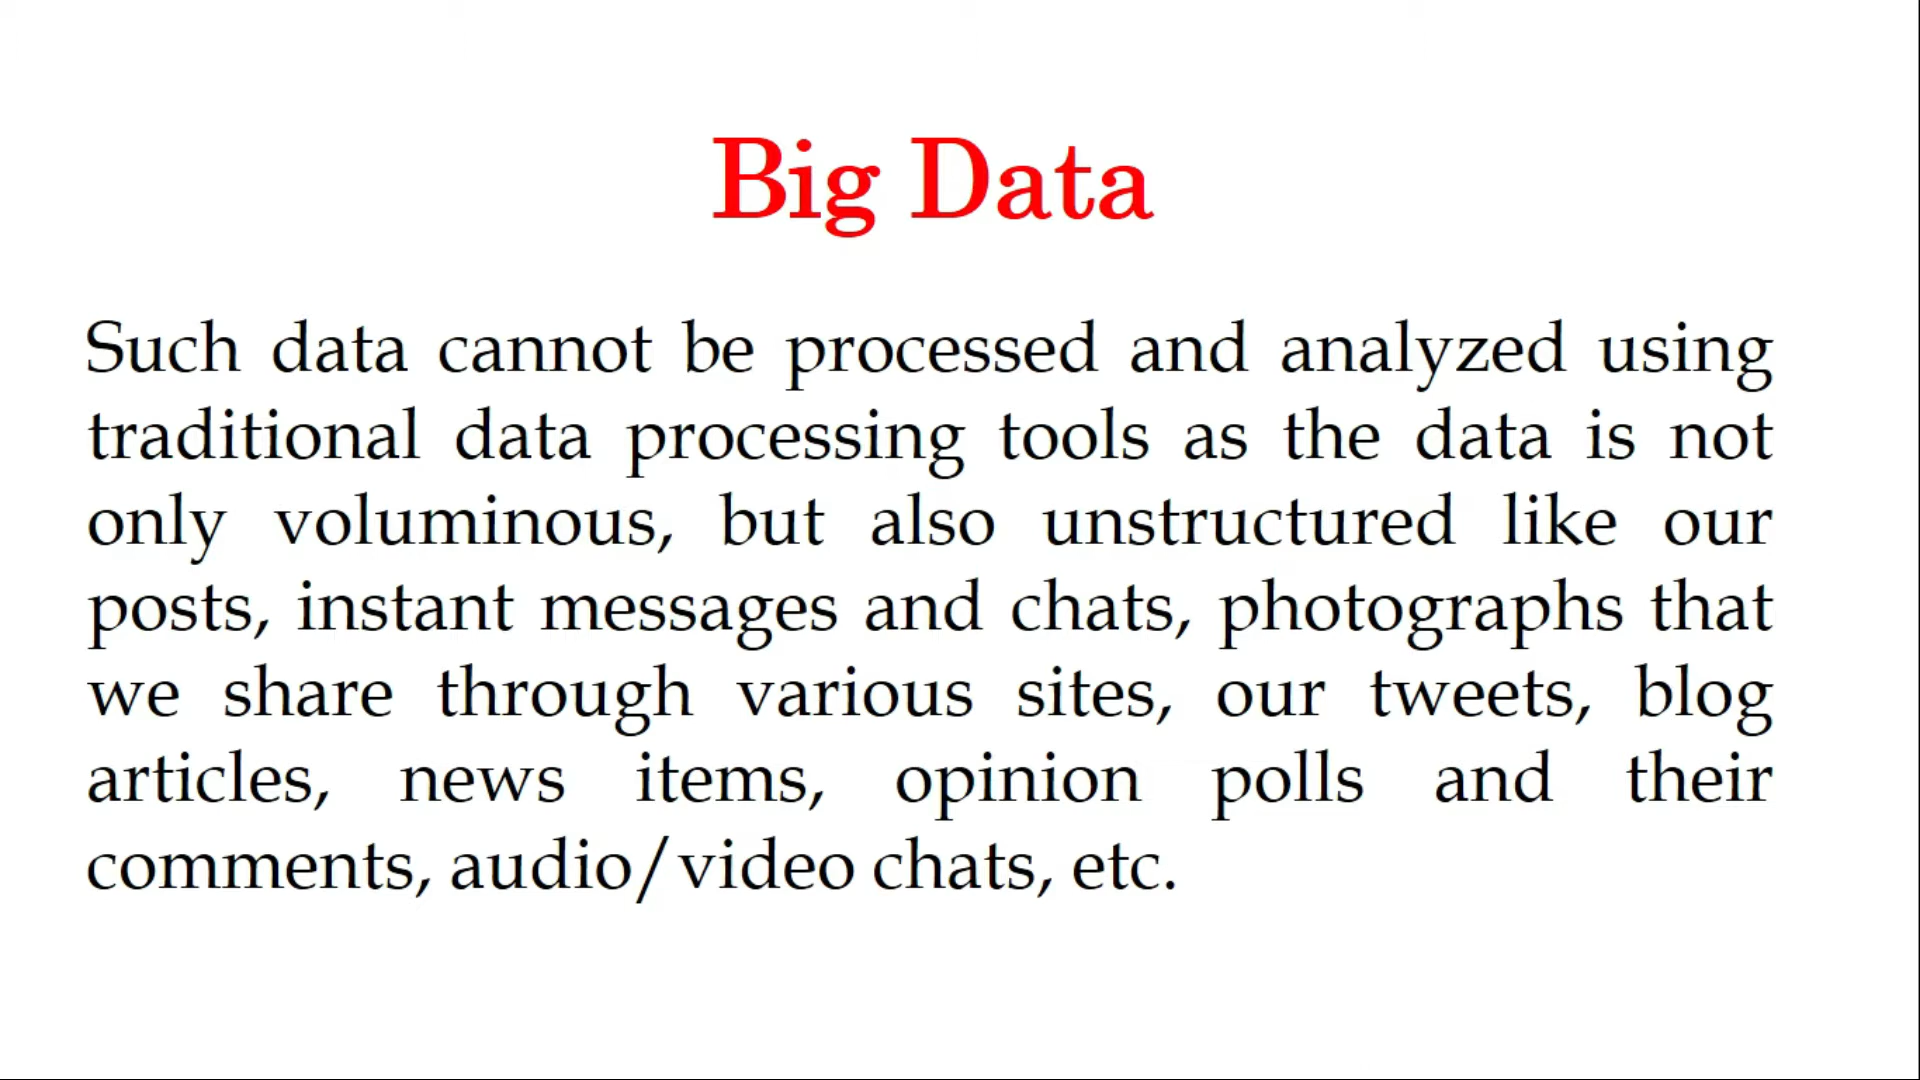 Big Data
Such data cannot be processed and analyzed using
traditional data processing tools as the data is not
only voluminous, but also unstructured like our
posts, instant messages and chats, photographs that
we share through various sites, our tweets, blog
articles, news items, opinion polls and their
comments, audio/video chats, etc.